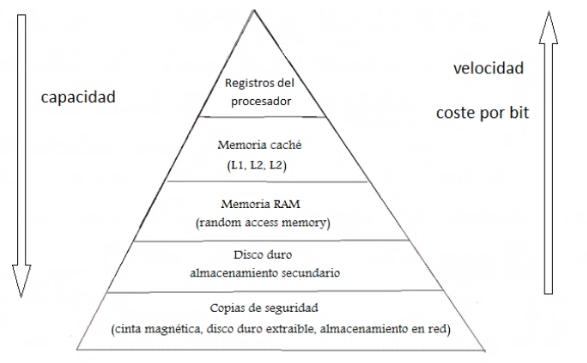 capacidad
velocidad
coste por bit
Registros del
procesador
Memoria caché
(L1, L2, L2)
Memoria RAM
(random access memory)
Disco duro
almacenamiento secundario
Copias de seguridad
(cinta magnética, disco duro extraible, almacenamiento en red)